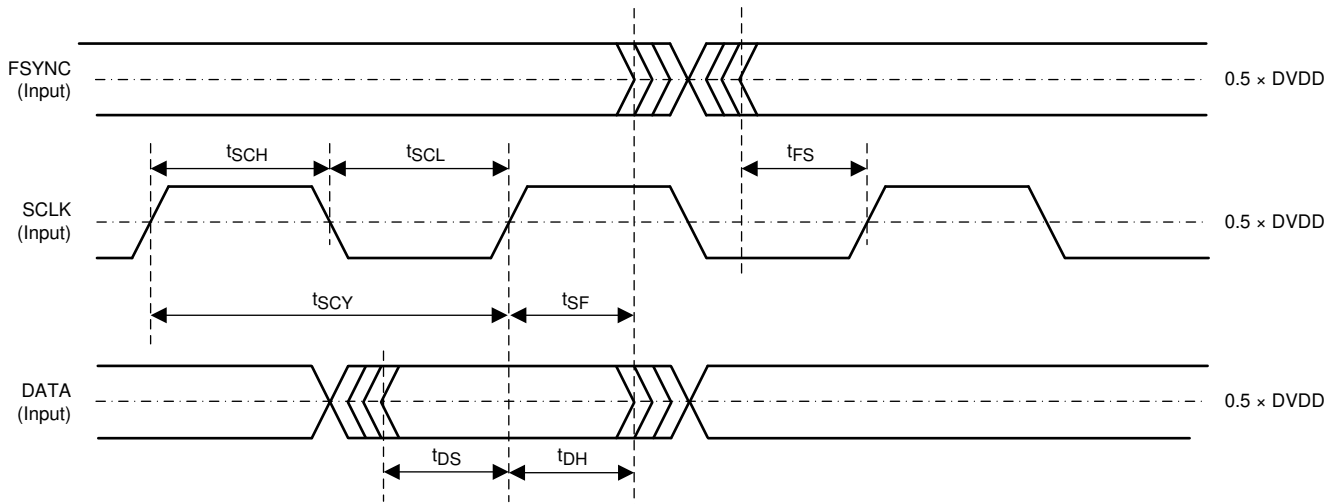 FSYNC
(Input)
0.5 × DVDD
tSCH
tSCL
tFS
SCLK
(Input)
0.5 × DVDD
tSCY
tSF
DATA
(Input)
0.5 × DVDD
tDS
tDH